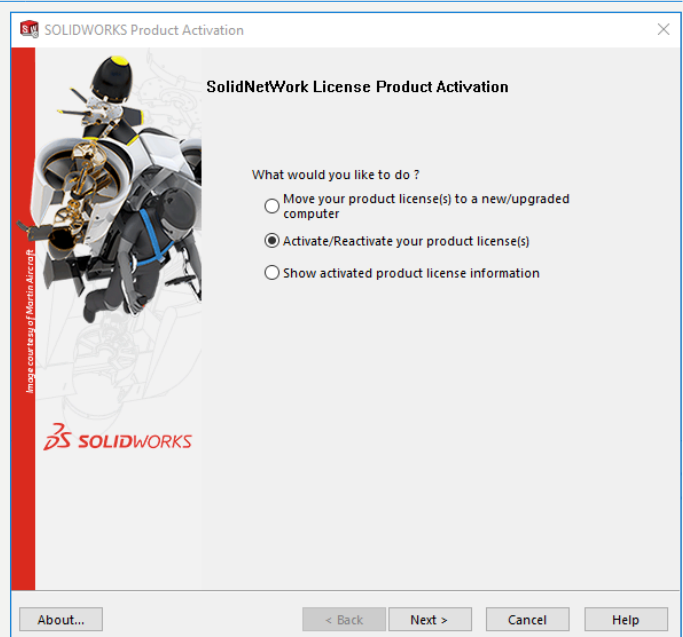 SOLIDWORKS Product Activation
SolidNetWork License Product Activation
What would you like to do ?
Move your product license(s) to a new/upgraded
computer
Activate/Reactivate your product license(s)
Show activated product license information
Image courtesy of Martin Aircraft
SOLIDWORKS
About...
< Back
Next >
Cancel
Help